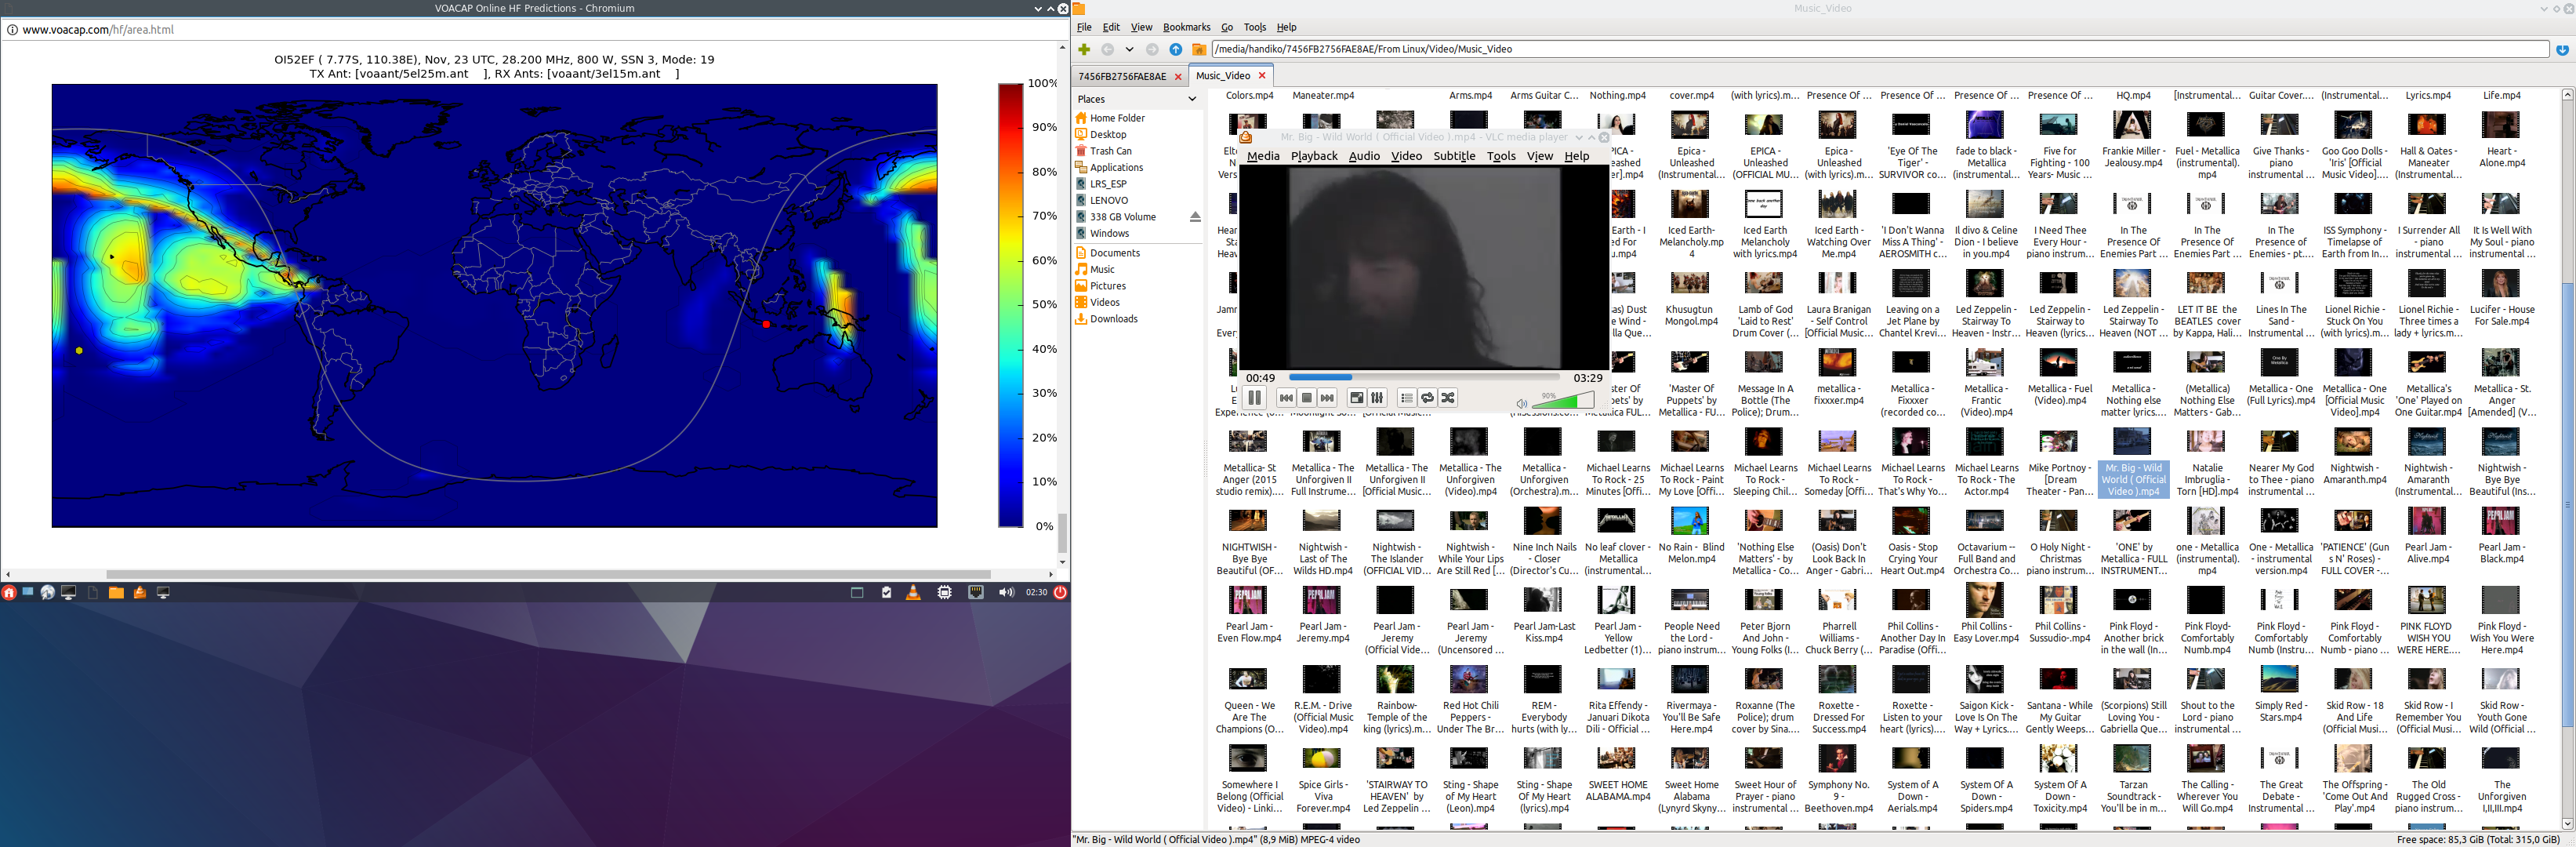 VOACAP Online HF Predictions - Chromium
www.voacap.com/hf/area.html
OI52EF ( 7.77S, 110.38E), Nov, 23 UTC, 28.200 MHz, 800 W, SSN 3, Mode: 19
TX Ant: [voaant/5el25m.ant ], RX Ants: [voaant/3el15m.ant ]
100%
90%
80%
70%
60%
50%
40%
30%
20%
10%
0%
02:30
Music_Video
File Edit View Bookmarks Go Tools Help
/media/handiko/7456FB2756FAE8AE/From Linux/Video/Music_Video
7456FB2756FAE8AE Music_Video
Places
Home Folder
Desktop
Trash Can
Applications
LRS_ESP
LENOVO
338 GB Volume
Windows
Documents
Music
Pictures
Videos
Downloads
Mr. Big - Wild World ( Official Video ).mp4 - VLC media player
Media Playback Audio Video Subtitle Tools View Help
00:49 03:29
90%
Colors.mp4 Maneater.mp4 Arms.mp4 Arms Guitar C... Nothing.mp4 cover.mp4 (with lyrics).m... Presence Of ... Presence Of ... Presence Of ... Presence Of ... HQ.mp4 [Instrumental... Guitar Cover.... (Instrumental... Lyrics.mp4 Life.mp4
Epica - Unleashed (Instrumental...
EPICA - Unleashed (OFFICIAL MU...
Epica - Unleashed (with lyrics).m...
'Eye Of The Tiger' - SURVIVOR co...
fade to black - Metallica (instrumental...
Five for Fighting - 100 Years- Music ...
Frankie Miller - Jealousy.mp4
Fuel - Metallica (instrumental). mp4
Give Thanks - piano instrumental ...
Goo Goo Dolls - 'Iris' [Official Music Video]....
Hall & Oates - Maneater (Instrumental...
Heart - Alone.mp4
Iced Earth- Melancholy.mp 4
Iced Earth Melancholy with lyrics.mp4
Iced Earth - Watching Over Me.mp4
'I Don't Wanna Miss A Thing' - AEROSMITH c...
Il divo & Celine Dion - I believe in you.mp4
I Need Thee Every Hour - piano instrum...
In The Presence Of Enemies Part ...
In The Presence Of Enemies Part ...
In The Presence of Enemies - pt....
ISS Symphony - Timelapse of Earth from In...
I Surrender All - piano instrumental ...
It Is Well With My Soul - piano instrumental ...
Khusugtun Mongol.mp4
Lamb of God 'Laid to Rest' Drum Cover (...
Laura Branigan - Self Control [Official Music...
Leaving on a Jet Plane by Chantel Krevi...
Led Zeppelin - Stairway To Heaven - Instr...
Led Zeppelin - Stairway to Heaven (lyrics...
Led Zeppelin - Stairway To Heaven (NOT ...
LET IT BE the BEATLES cover by Kappa, Hali...
Lines In The Sand - Instrumental ...
Lionel Richie - Stuck On You (with lyrics).m...
Lionel Richie - Three times a lady + lyrics.m...
Lucifer - House For Sale.mp4
'Master Of Puppets' by Metallica - FU...
Message In A Bottle (The Police); Drum...
metallica - fixxxer.mp4
Metallica - Fixxxer (recorded co...
Metallica - Frantic (Video).mp4
Metallica - Fuel (Video).mp4
Metallica - Nothing else matter lyrics....
(Metallica) Nothing Else Matters - Gab...
Metallica - One (Full Lyrics).mp4
Metallica - One [Official Music Video].mp4
Metallica's 'One' Played on One Guitar.mp4
Metallica - St. Anger [Amended] (V...
Metallica- St Anger (2015 studio remix)....
Metallica - The Unforgiven II Full Instrume...
Metallica - The Unforgiven II [Official Music...
Metallica - The Unforgiven (Video).mp4
Metallica - Unforgiven (Orchestra).m...
Michael Learns To Rock - 25 Minutes [Offi...
Michael Learns To Rock - Paint My Love [Offi...
Michael Learns To Rock - Sleeping Chil...
Michael Learns To Rock - Someday [Offi...
Michael Learns To Rock - That's Why Yo...
Michael Learns To Rock - The Actor.mp4
Mike Portnoy - [Dream Theater - Pan...
Mr. Big - Wild World ( Official Video ).mp4
Natalie Imbruglia - Torn [HD].mp4
Nearer My God to Thee - piano instrumental ...
Nightwish - Amaranth.mp4
Nightwish - Amaranth (Instrumental...
Nightwish - Bye Bye Beautiful (Ins...
NIGHTWISH - Bye Bye Beautiful (OF...
Nightwish - Last of The Wilds HD.mp4
Nightwish - The Islander (OFFICIAL VID...
Nightwish - While Your Lips Are Still Red [...
Nine Inch Nails - Closer (Director's Cu...
No leaf clover - Metallica (instrumental...
No Rain - Blind Melon.mp4
'Nothing Else Matters' - by Metallica - Co...
(Oasis) Don't Look Back In Anger - Gabri...
Oasis - Stop Crying Your Heart Out.mp4
Octavarium -- Full Band and Orchestra Co...
O Holy Night - Christmas piano instrum...
'ONE' by Metallica - FULL INSTRUMENT...
one - Metallica (instrumental). mp4
One - Metallica - instrumental version.mp4
'PATIENCE' (Gun s N' Roses) - FULL COVER -...
Pearl Jam - Alive.mp4
Pearl Jam - Black.mp4
Pearl Jam - Even Flow.mp4
Pearl Jam - Jeremy.mp4
Pearl Jam - Jeremy (Official Vide...
Pearl Jam - Jeremy (Uncensored ...
Pearl Jam-Last Kiss.mp4
Pearl Jam - Yellow Ledbetter (1)...
People Need the Lord - piano instrum...
Peter Bjorn And John - Young Folks (I...
Pharrell Williams - Chuck Berry (...
Phil Collins - Another Day In Paradise (Offi...
Phil Collins - Easy Lover.mp4
Phil Collins - Sussudio-.mp4
Pink Floyd - Another brick in the wall (In...
Pink Floyd- Comfortably Numb.mp4
Pink Floyd - Comfortably Numb (Instru...
Pink Floyd - Comfortably Numb - piano ...
PINK FLOYD WISH YOU WERE HERE....
Pink Floyd - Wish You Were Here.mp4
Queen - We Are The Champions (O...
R.E.M. - Drive (Official Music Video).mp4
Rainbow- Temple of the king (lyrics).m...
Red Hot Chili Peppers - Under The Br...
REM - Everybody hurts (with ly...
Rita Effendy - Januari Dikota Dili - Official ...
Rivermaya - You'll Be Safe Here.mp4
Roxanne (The Police); drum cover by Sina....
Roxette - Dressed For Success.mp4
Roxette - Listen to your heart (lyrics)....
Saigon Kick - Love Is On The Way + Lyrics....
Santana - While My Guitar Gently Weeps...
(Scorpions) Still Loving You - Gabriella Que...
Shout to the Lord - piano instrumental ...
Simply Red - Stars.mp4
Skid Row - 18 And Life (Official Musi...
Skid Row - I Remember You (Official Musi...
Skid Row - Youth Gone Wild (Official ...
Somewhere I Belong (Official Video) - Linki...
Spice Girls - Viva Forever.mp4
'STAIRWAY TO HEAVEN' by Led Zeppelin ...
Sting - Shape of My Heart (Leon).mp4
Sting - Shape Of My Heart (lyrics).mp4
SWEET HOME ALABAMA.mp4
Sweet Home Alabama (Lynyrd Skyny...
Sweet Hour of Prayer - piano instrumental ...
Symphony No. 9 - Beethoven.mp4
System of A Down - Aerials.mp4
System Of A Down - Spiders.mp4
System Of A Down - Toxicity.mp4
Tarzan Soundtrack - You'll be in m...
The Calling - Wherever You Will Go.mp4
The Great Debate - Instrumental ...
The Offspring - 'Come Out And Play'.mp4
The Old Rugged Cross - piano instrum...
The Unforgiven I,II,III.mp4
"Mr. Big - Wild World ( Official Video ).mp4" (8,9 MiB) MPEG-4 video
Free space: 85,3 GiB (Total: 315,0 GiB)